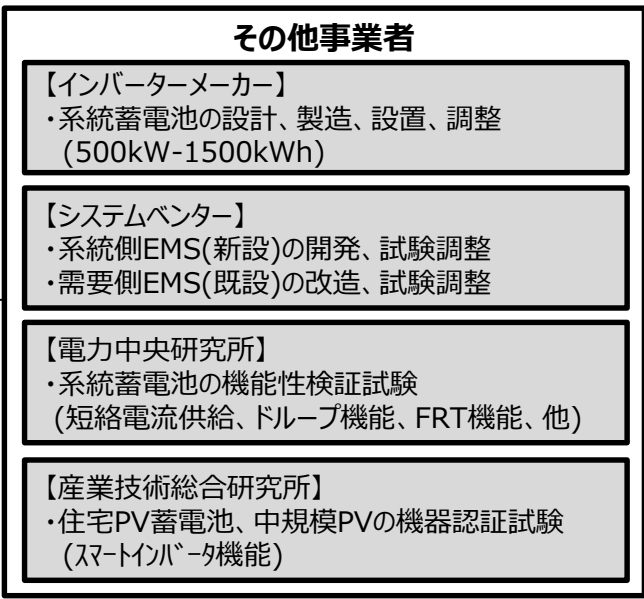 その他事業者
【インバーターメーカー】
・系統蓄電池の設計、製造、設置、調整
(500kW-1500kWh)
【システムベンター】
・系統側EMS(新設)の開発、試験調整
・需要側EMS(既設)の改造、試験調整
【電力中央研究所】
・系統蓄電池の機能性検証試験
(短絡電流供給、ドループ機能、FRT機能、他)
【産業技術総合研究所】
・住宅PV蓄電池、中規模PVの機器認証試験
(ｽﾏｰﾄｲﾝﾊﾞｰﾀ機能)